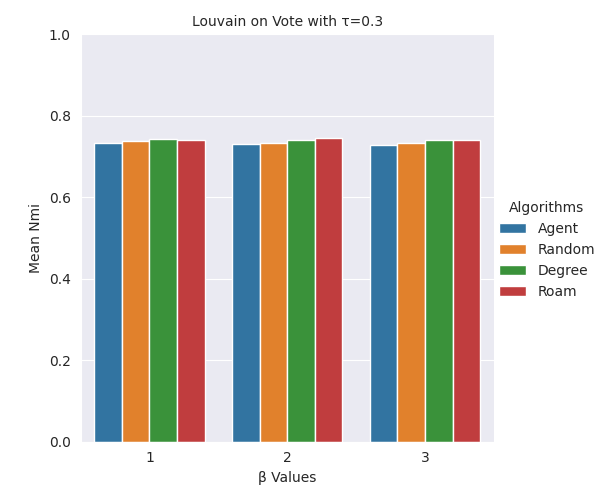 Louvain on Vote with τ=0.3
1.0
0.8
0.6
0.4
0.2
0.0
Mean Nmi
1 2 3
β Values
Algorithms
Agent
Random
Degree
Roam